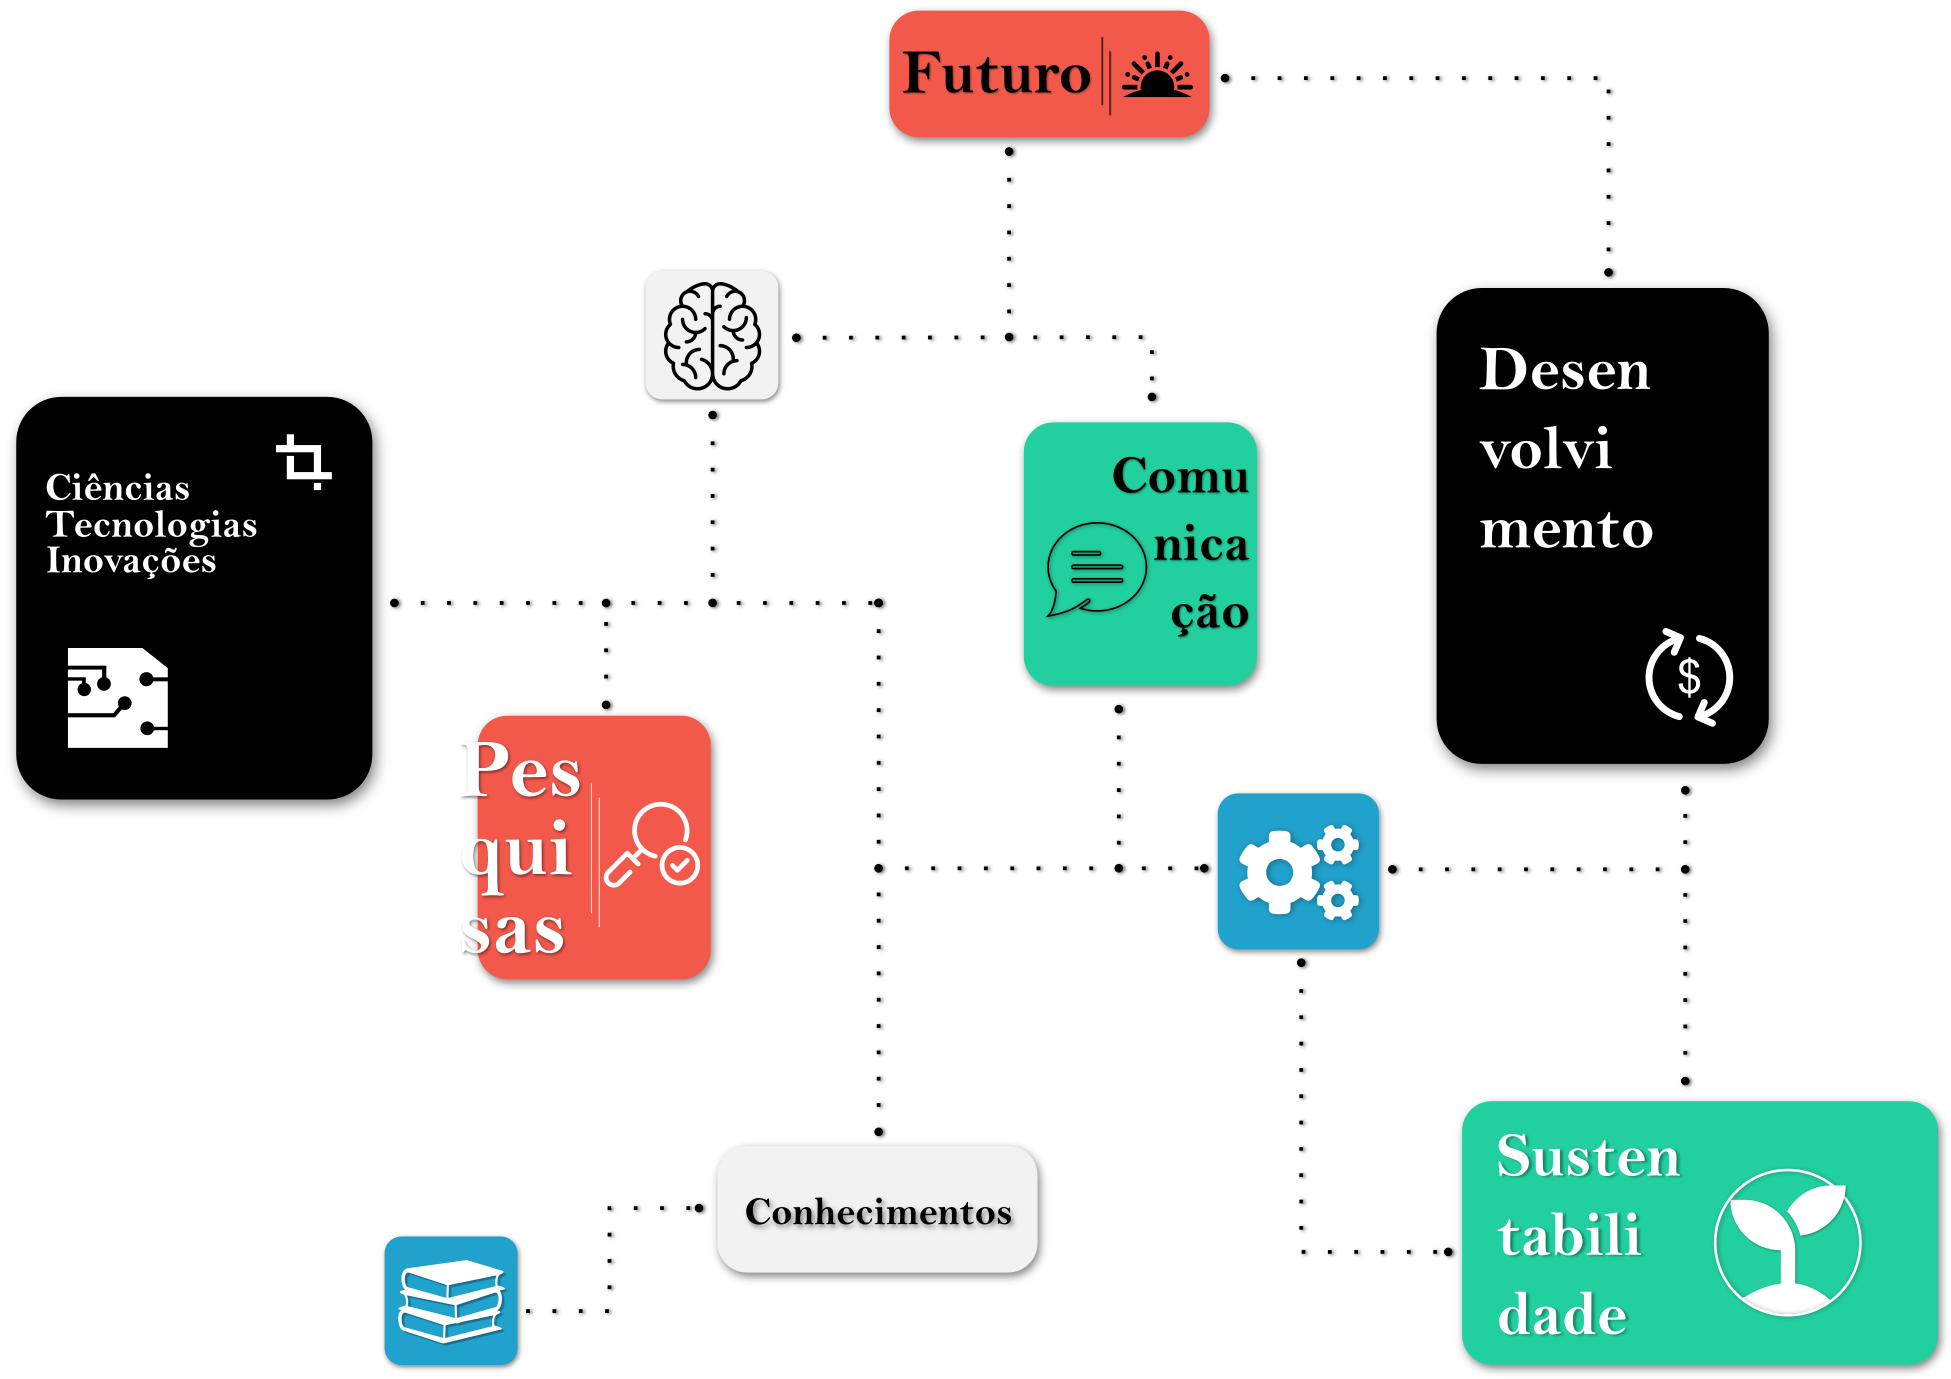 Futuro
Ciências
Tecnologias
Inovações
Comu
nica
ção
Desen
volvi
mento
$
Pes
qui
sas
Conhecimentos
Susten
tabili
dade